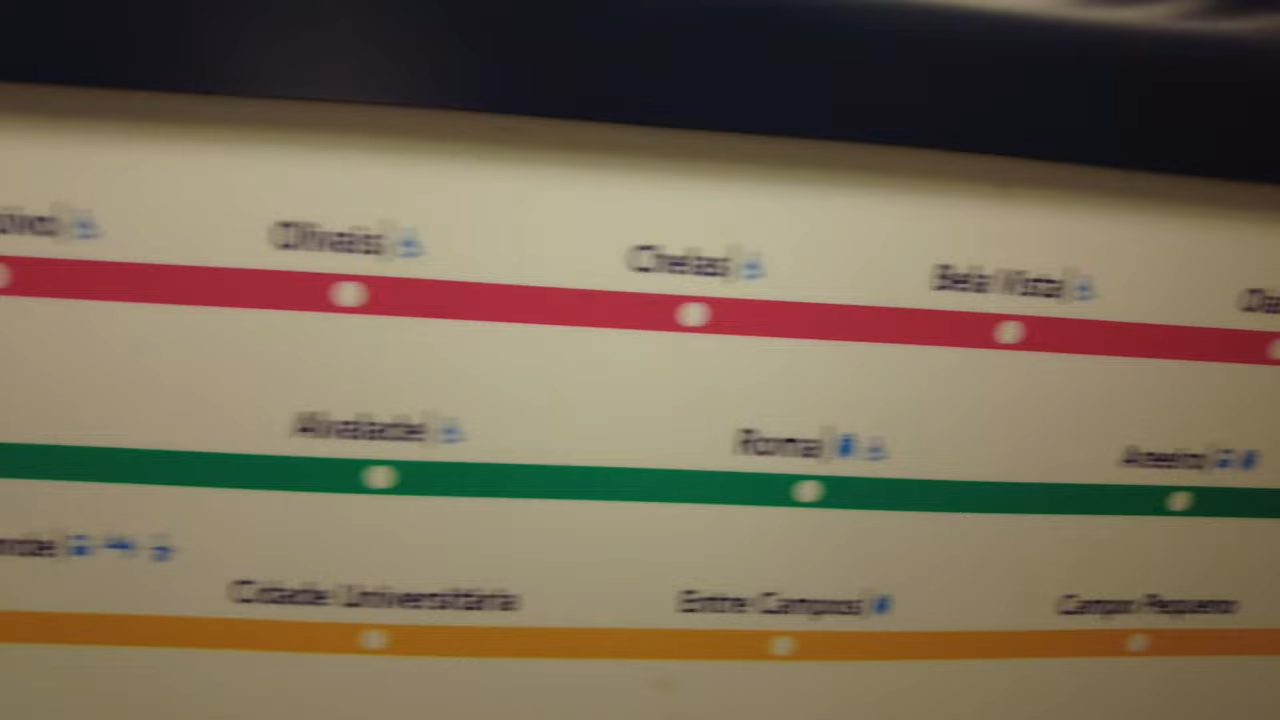 Olivais Chelas Bela Vista
Alvalade Roma Areeiro
Cidade Universitária Entre Campos Campo Pequeno